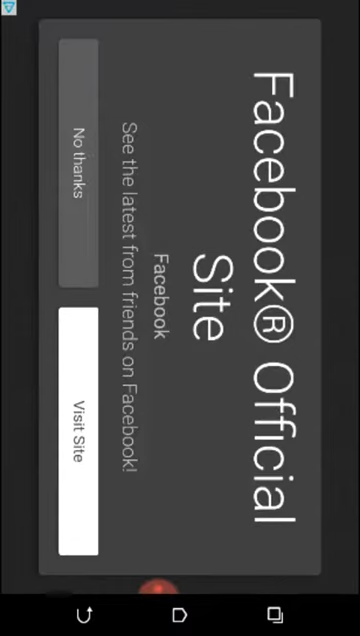 Facebook® Official
Site
Facebook
See the latest from friends on Facebook!
No thanks
Visit Site